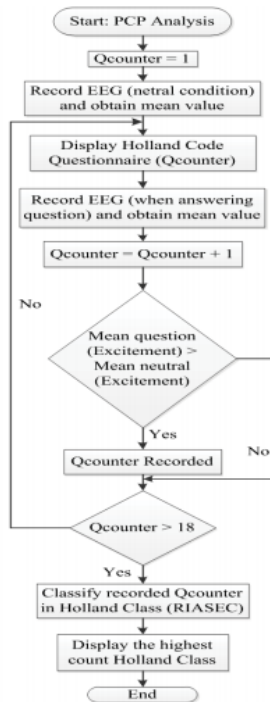 Start: PCP Analysis
Qcounter = 1
Record EEG (netral condition)
and obtain mean value
Display Holland Code
Questionnaire (Qcounter)
Record EEG (when answering
question) and obtain mean value
Qcounter = Qcounter + 1
No
Mean question
(Excitement) >
Mean neutral
(Excitement)
Yes
No
Qcounter Recorded
Qcounter > 18
Yes
Classify recorded Qcounter
in Holland Class (RIASEC)
Display the highest
count Holland Class
End